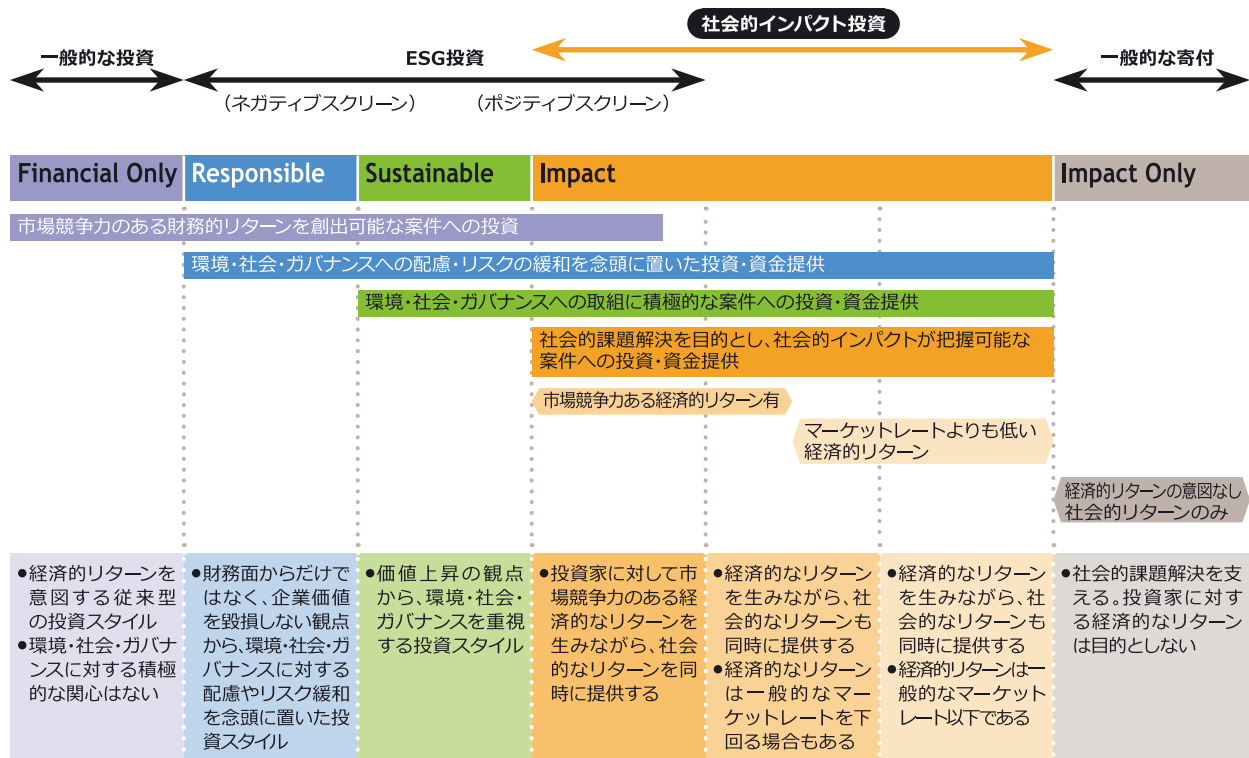 社会的インパクト投資
一般的な投資
ESG投資
一般的な寄付
（ネガティブスクリーン）
（ポジティブスクリーン）
Financial Only
Responsible
Sustainable
Impact
Impact Only
市場競争力のある財務的リターンを創出可能な案件への投資
環境・社会・ガバナンスへの配慮・リスクの緩和を念頭に置いた投資・資金提供
環境・社会・ガバナンスへの取組に積極的な案件への投資・資金提供
社会的課題解決を目的とし、社会的インパクトが把握可能な
案件への投資・資金提供
市場競争力ある経済的リターン有
マーケットレートよりも低い
経済的リターン
経済的リターンの意図なし
社会的リターンのみ
●経済的リターンを
意図する従来型
の投資スタイル
●環境・社会・ガバナ
ンスに対する積極
的な関心はない
●財務面からだけで
はなく、企業価値
を毀損しない観点
から、環境・社会・ガ
バナンスに対する
配慮やリスク緩和
を念頭に置いた投
資スタイル
●価値上昇の観点
から、環境・社会・
ガバナンスを重視
する投資スタイル
●投資家に対して市
場競争力のある経
済的なリターンを
生みながら、社会
的なリターンを同
時に提供する
●経済的なリターン
を生みながら、社
会的なリターンも
同時に提供する
●経済的なリターン
は一般的なマー
ケットレートを下
回る場合もある
●経済的なリターン
を生みながら、社
会的なリターンも
同時に提供する
●経済的リターンは一
般的なマーケット
レート以下である
●社会的課題解決を支
える。投資家に対す
る経済的なリターン
は目的としない